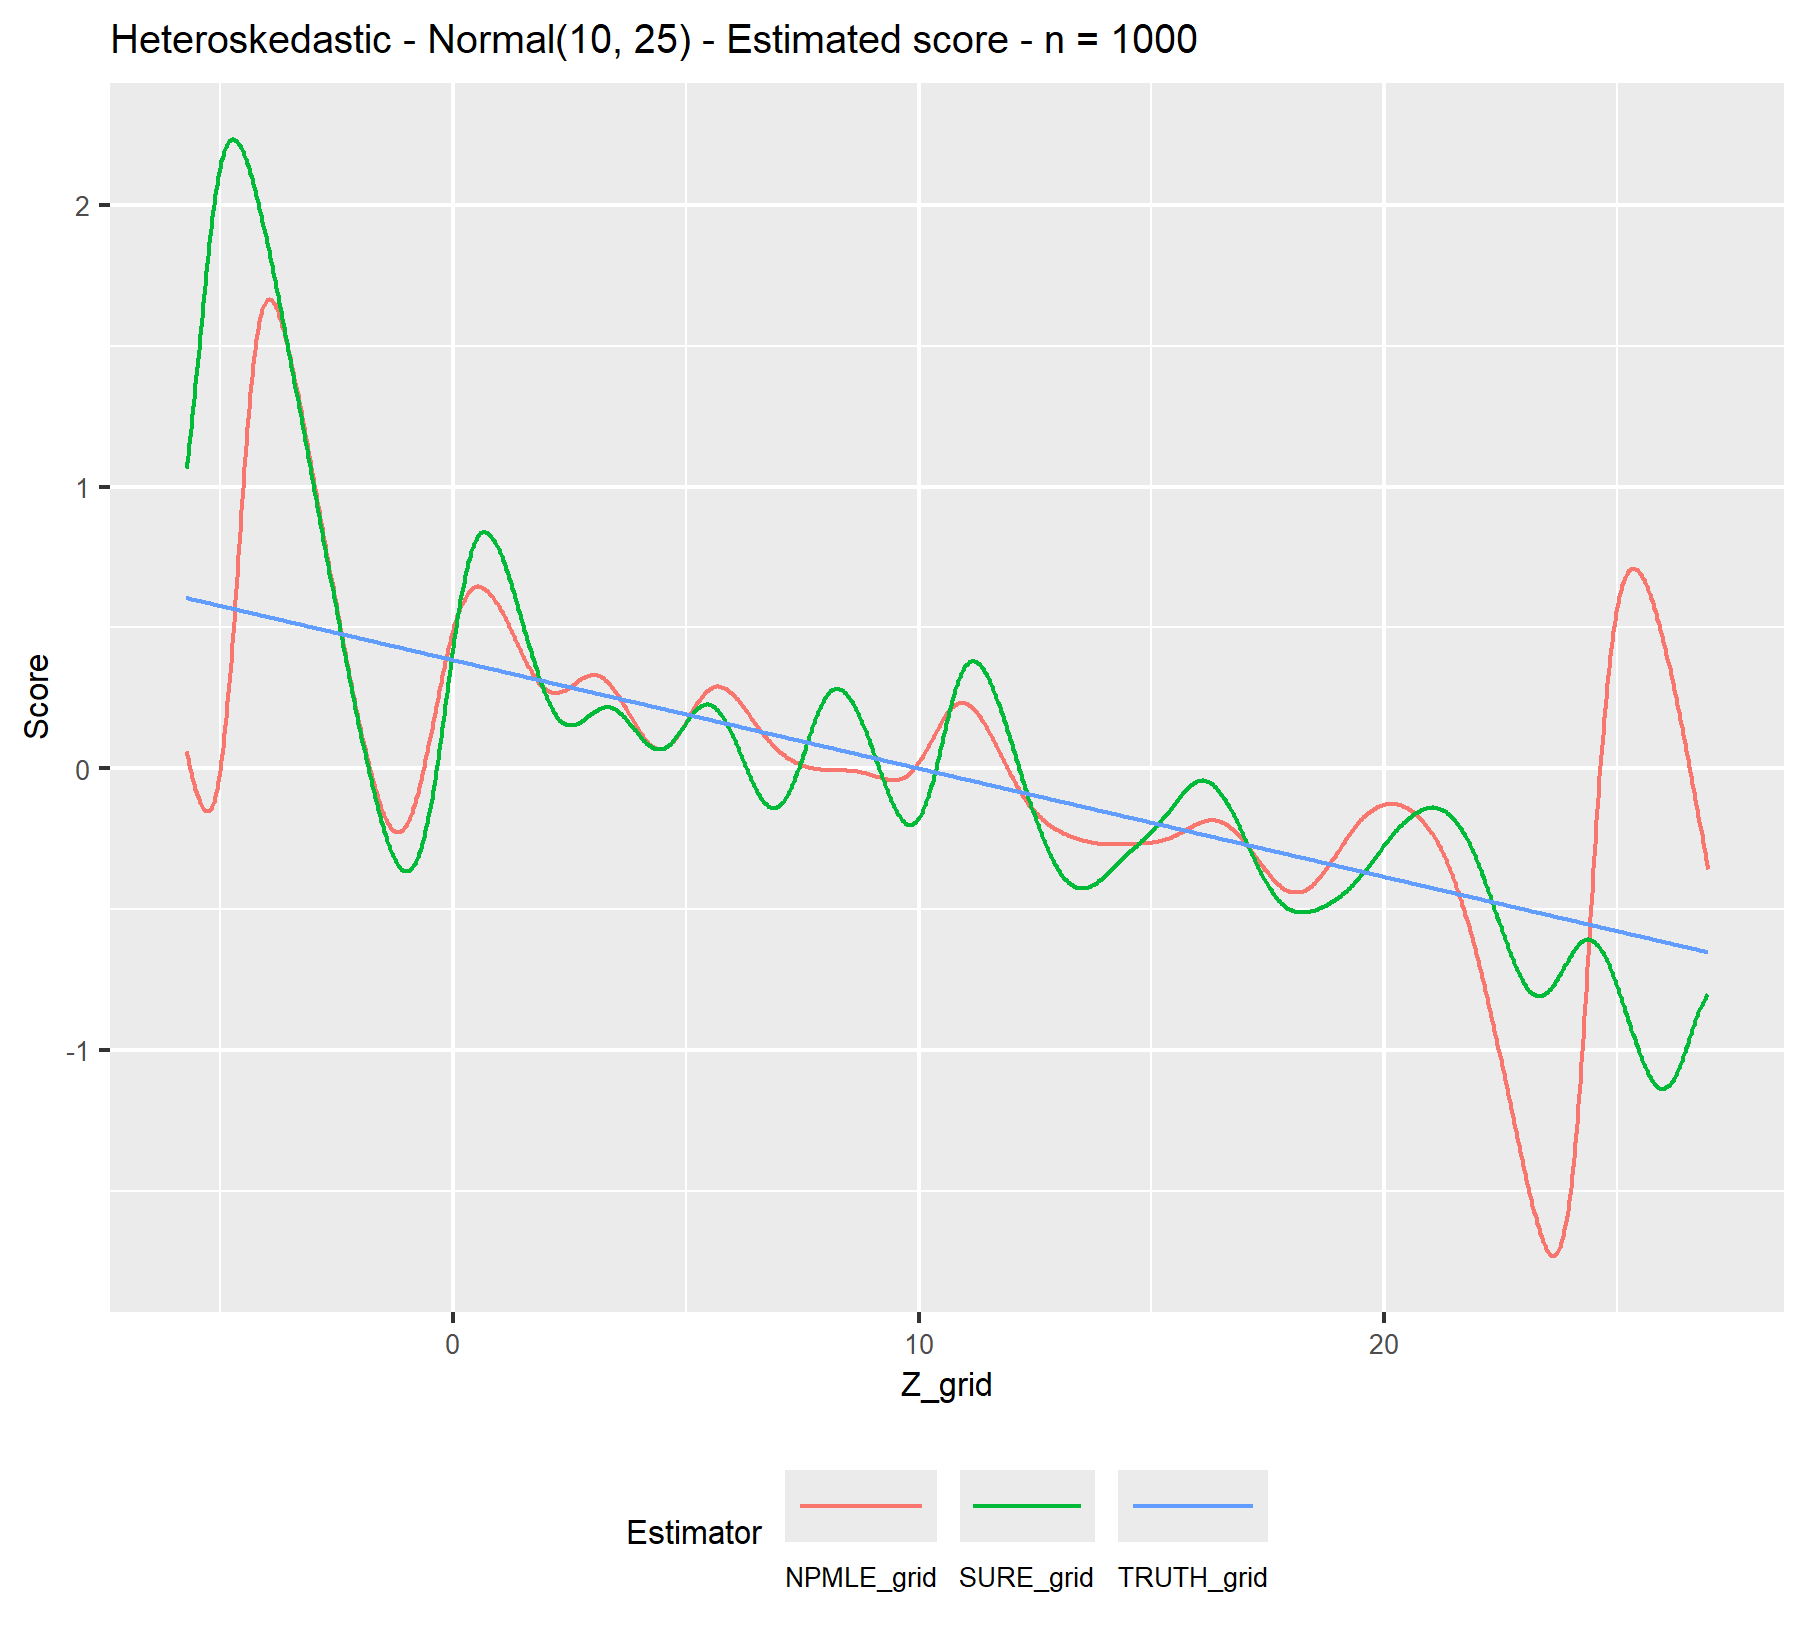 Heteroskedastic - Normal(10, 25) - Estimated score - n = 1000
Score
2
1
0
-1
0 10 20
Z_grid
Estimator
NPMLE_grid SURE_grid TRUTH_grid